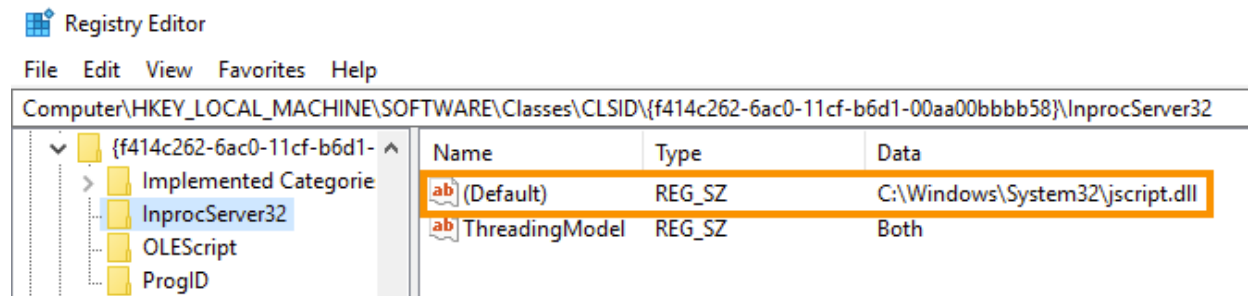 Registry Editor
File Edit View Favorites Help
Computer\HKEY_LOCAL_MACHINE\SOFTWARE\Classes\CLSID\{f414c262-6ac0-11cf-b6d1-00aa00bbbb58}\InprocServer32
{f414c262-6ac0-11cf-b6d1-
Implemented Categorie
InprocServer32
OLEScript
ProgID
Name Type Data
ab (Default) REG_SZ C:\Windows\System32\jscript.dll
ab ThreadingModel REG_SZ Both